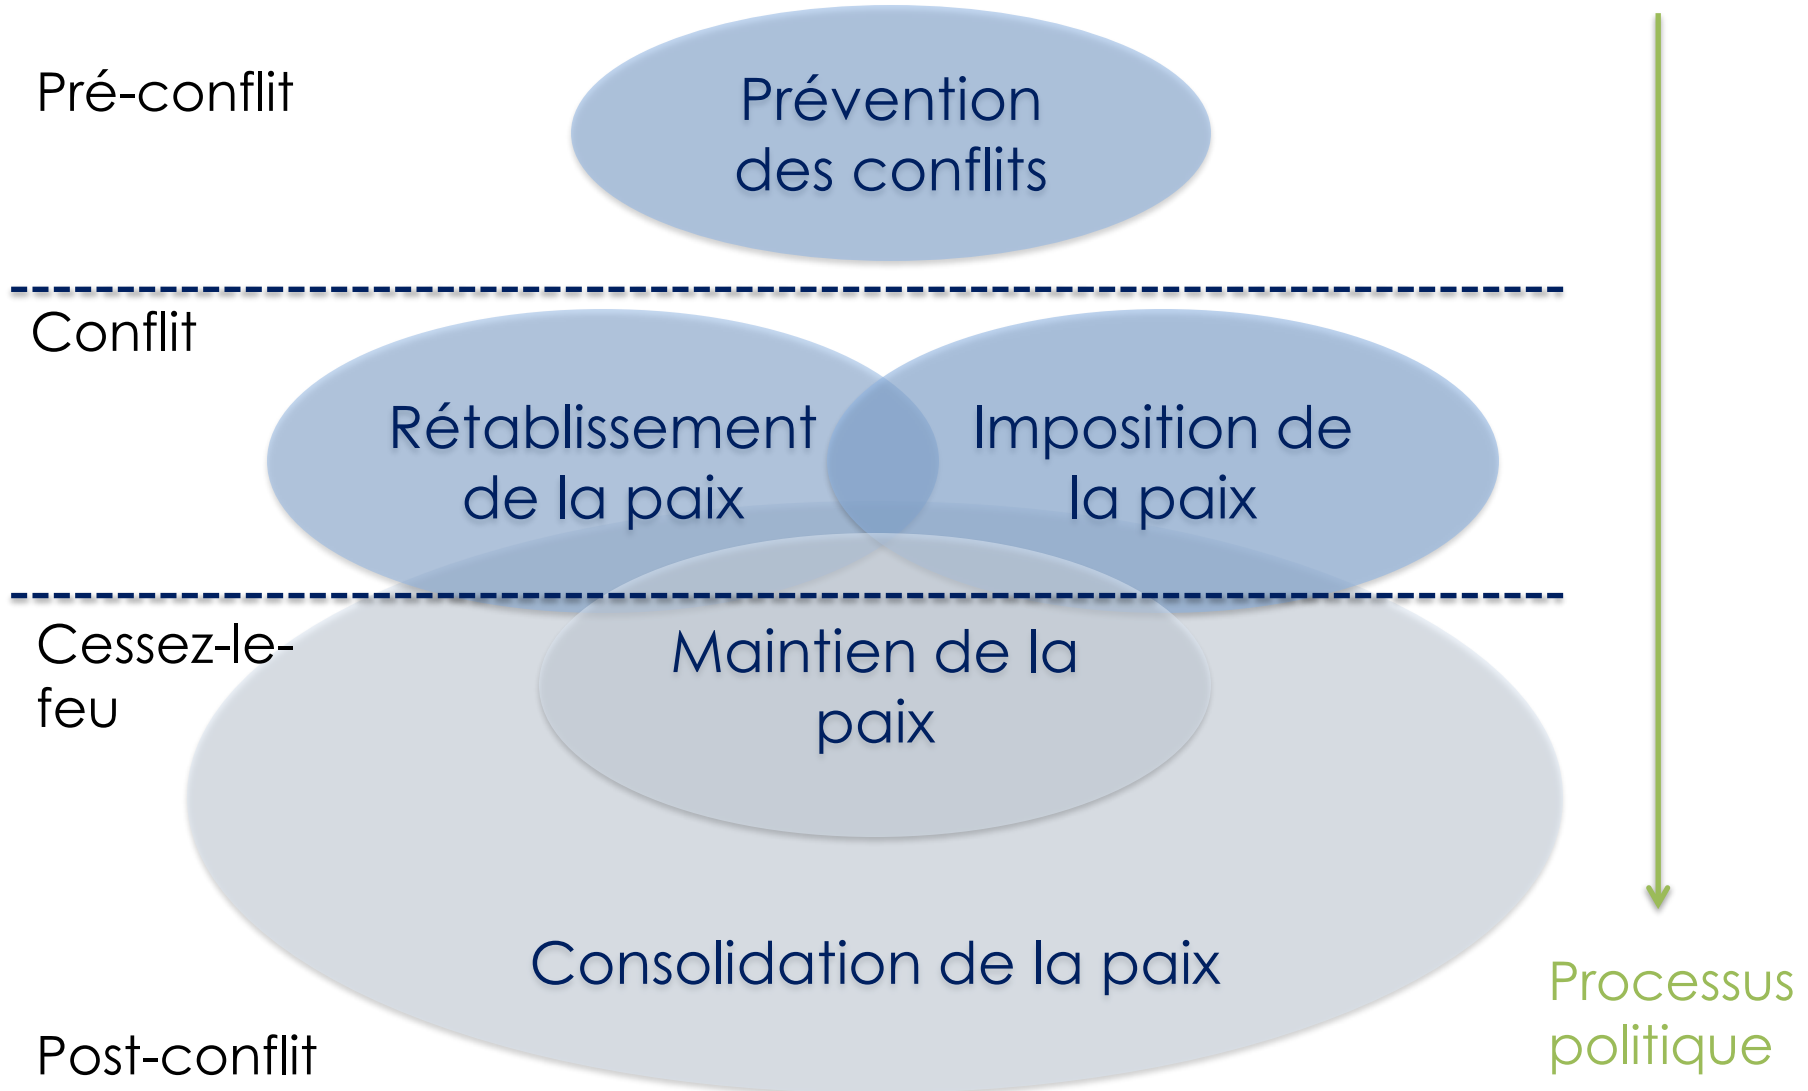 Pré-conflit
Prévention
des conflits
Conflit
Rétablissement
de la paix
Imposition de
la paix
Cessez-le-
feu
Maintien de la
paix
Consolidation de la paix
Post-conflit
Processus
politique